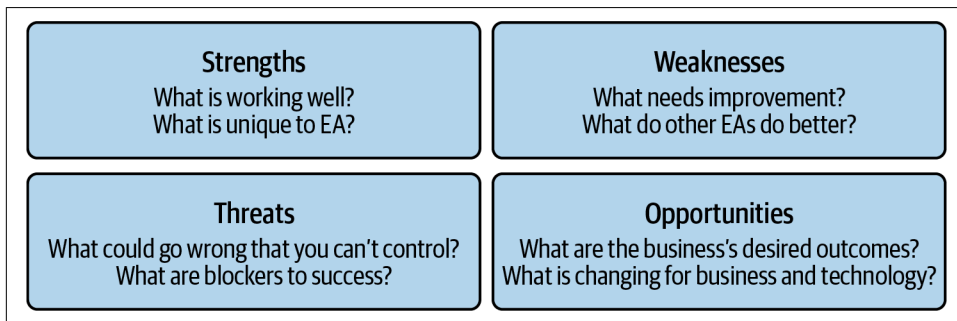 Strengths
What is working well?
What is unique to EA?
Weaknesses
What needs improvement?
What do other EAs do better?
Threats
What could go wrong that you can’t control?
What are blockers to success?
Opportunities
What are the business’s desired outcomes?
What is changing for business and technology?